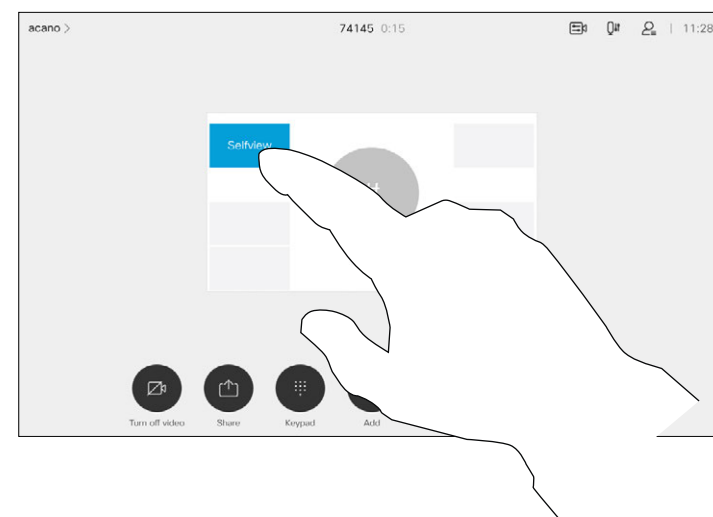 acano >
74145 0:15
11:28
Selfview
Turn off video
Share
Keypad
Add